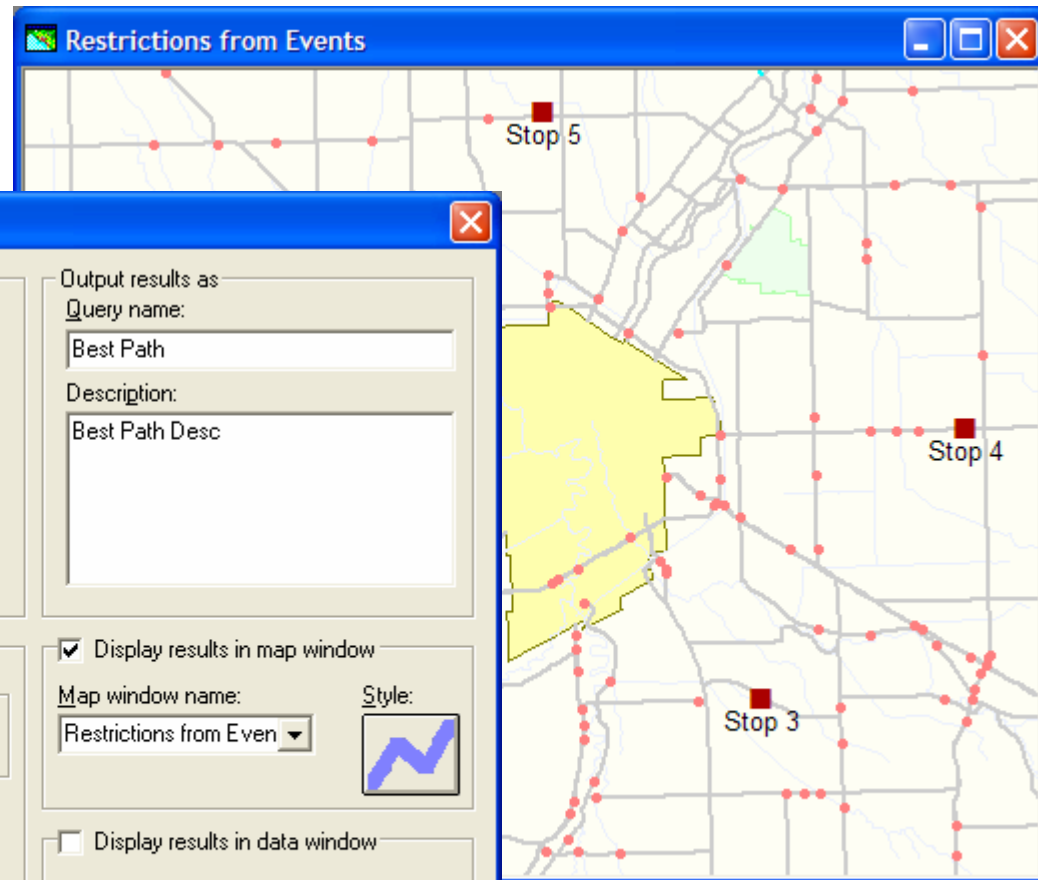 Restrictions from Events
Stop 5
Output results as
Query name:
Best Path
Description:
Best Path Desc
Stop 4
Display results in map window
Map window name:
Style:
Restrictions from Even
Stop 3
Display results in data window